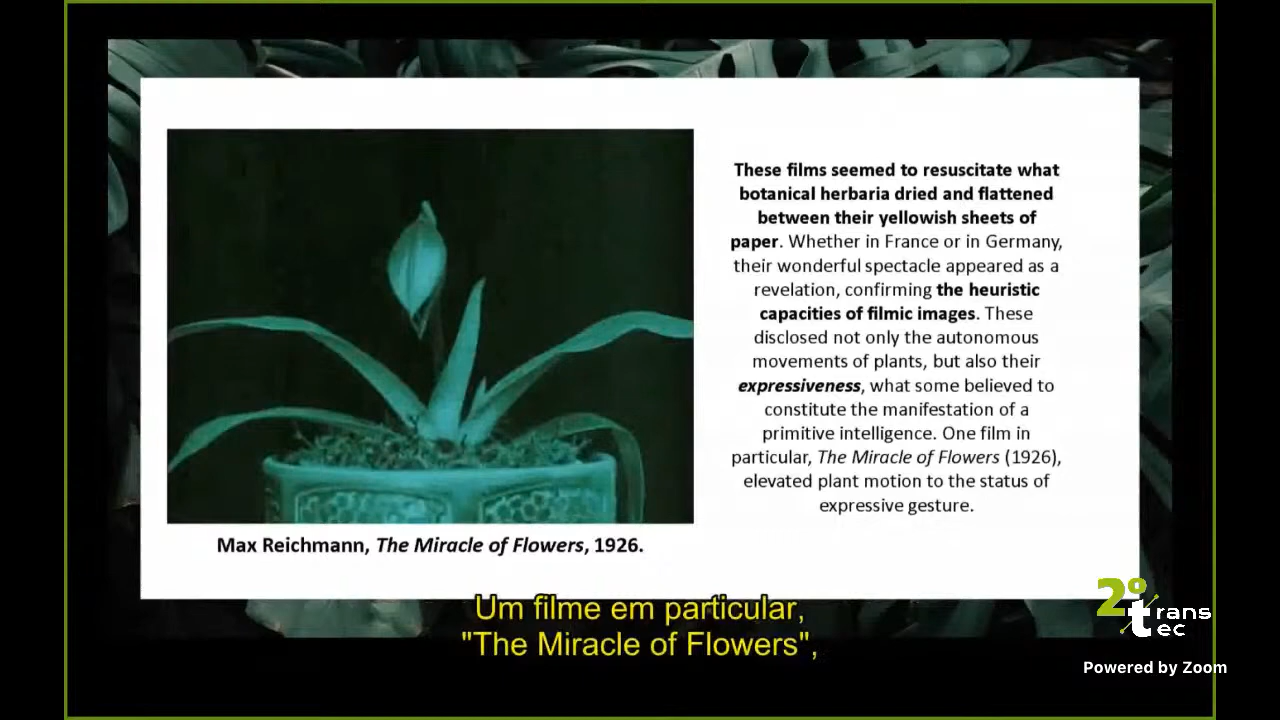 These films seemed to resuscitate what
botanical herbaria dried and flattened
between their yellowish sheets of
paper. Whether in France or in Germany,
their wonderful spectacle appeared as a
revelation, confirming the heuristic
capacities of filmic images. These
disclosed not only the autonomous
movements of plants, but also their
expressiveness, what some believed to
constitute the manifestation of a
primitive intelligence. One film in
particular, The Miracle of Flowers (1926),
elevated plant motion to the status of
expressive gesture.
Max Reichmann, The Miracle of Flowers, 1926.
Um filme em particular,
"The Miracle of Flowers",
2º
trans
tec
Powered by Zoom